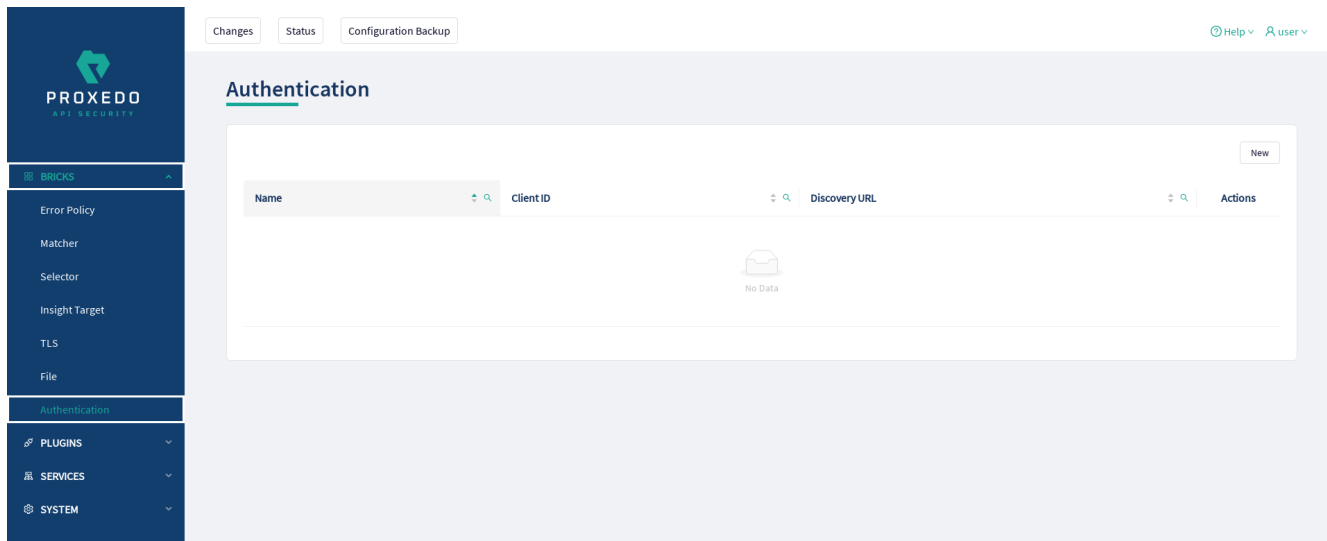 Changes Status Configuration Backup Help user
PROXEDO
API SECURITY
BRICKS
Error Policy
Matcher
Selector
Insight Target
TLS
File
Authentication
PLUGINS
SERVICES
SYSTEM
Authentication
New
Name Client ID Discovery URL Actions
No Data